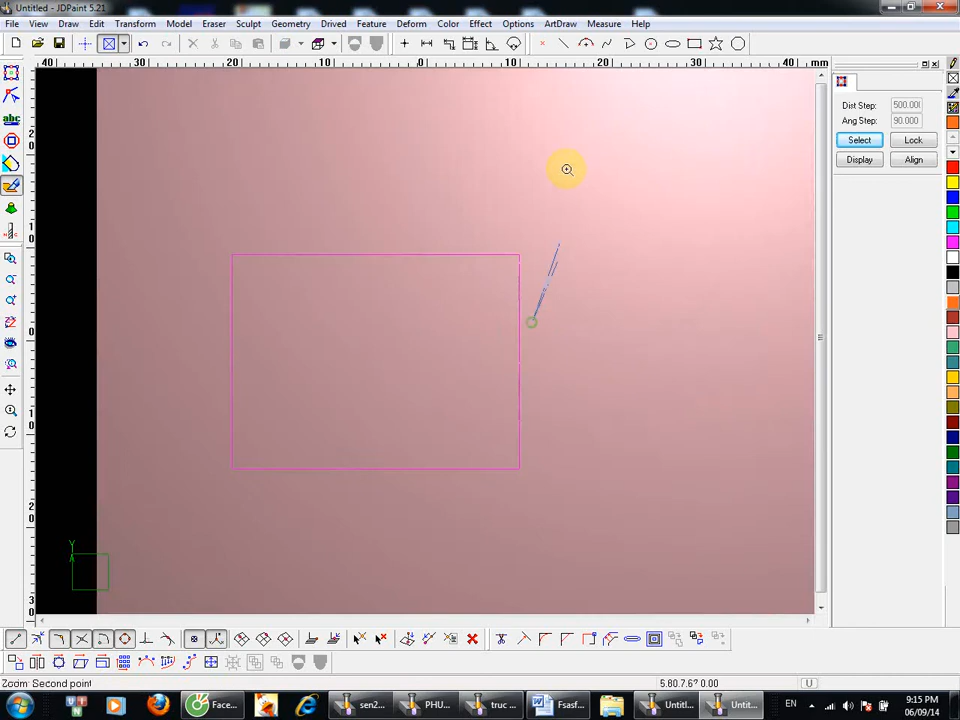 Untitled - JDPaint 5.21
File View Draw Edit Transform Model Eraser Sculpt Geometry Drived Feature Deform Color Effect Options ArtDraw Measure Help
40 30 20 10 0 10 20 30 40 mm
Dist Step: 500.00
Ang Step: 90.000
Select Lock
Display Align
abc
Y
Zoom: Second point
5.80,7.6? 0.00
U
Face... sen2... PHU... truc ... Fsasf... Untitl... Untit...
EN
9:15 PM
06/09/14